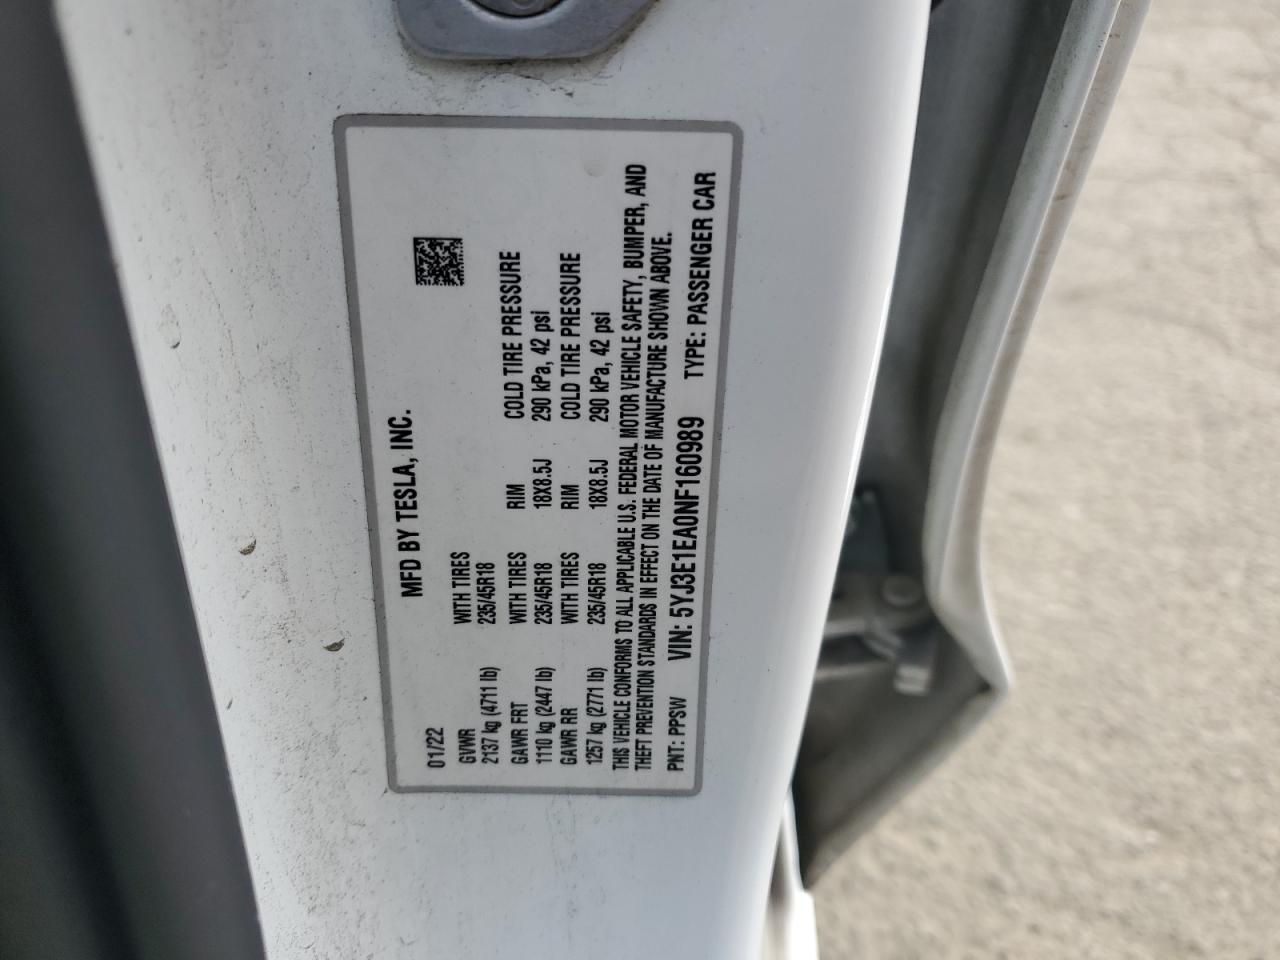 MFD BY TESLA, INC.
01/22
GVWR WITH TIRES
2137 kg (4711 lb) 235/45R18
GAWR FRT WITH TIRES RIM COLD TIRE PRESSURE
1110 kg (2447 lb) 235/45R18 18X8.5J 290 kPa, 42 psi
GAWR RR WITH TIRES RIM COLD TIRE PRESSURE
1257 kg (2771 lb) 235/45R18 18X8.5J 290 kPa, 42 psi
THIS VEHICLE CONFORMS TO ALL APPLICABLE U.S. FEDERAL MOTOR VEHICLE SAFETY, BUMPER, AND
THEFT PREVENTION STANDARDS IN EFFECT ON THE DATE OF MANUFACTURE SHOWN ABOVE.
PNT: PPSW VIN: 5YJ3E1EA0NF160989 TYPE: PASSENGER CAR